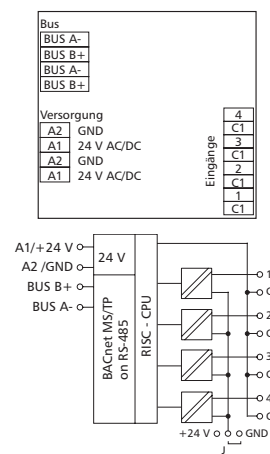 Bus
BUS A-
BUS B+
BUS A-
BUS B+
Versorgung
A2 GND
A1 24 V AC/DC
A2 GND
A1 24 V AC/DC
Eingänge
4
C1
3
C1
2
C1
1
C1
A1/+24 V
A2 /GND
BUS B+
BUS A-
24 V
BACnet MS/TP
on RS-485
RISC - CPU
1
2
3
4
+24 V
GND
J